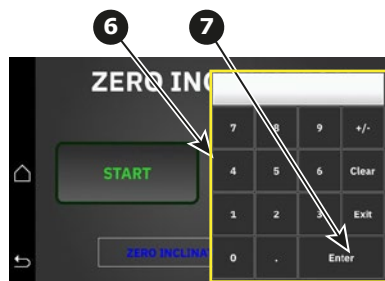 6 7
ZERO INC
7 8 9 +/-
START 4 5 6 Clear
1 2 3 Exit
ZERO INCLINA 0 . Enter